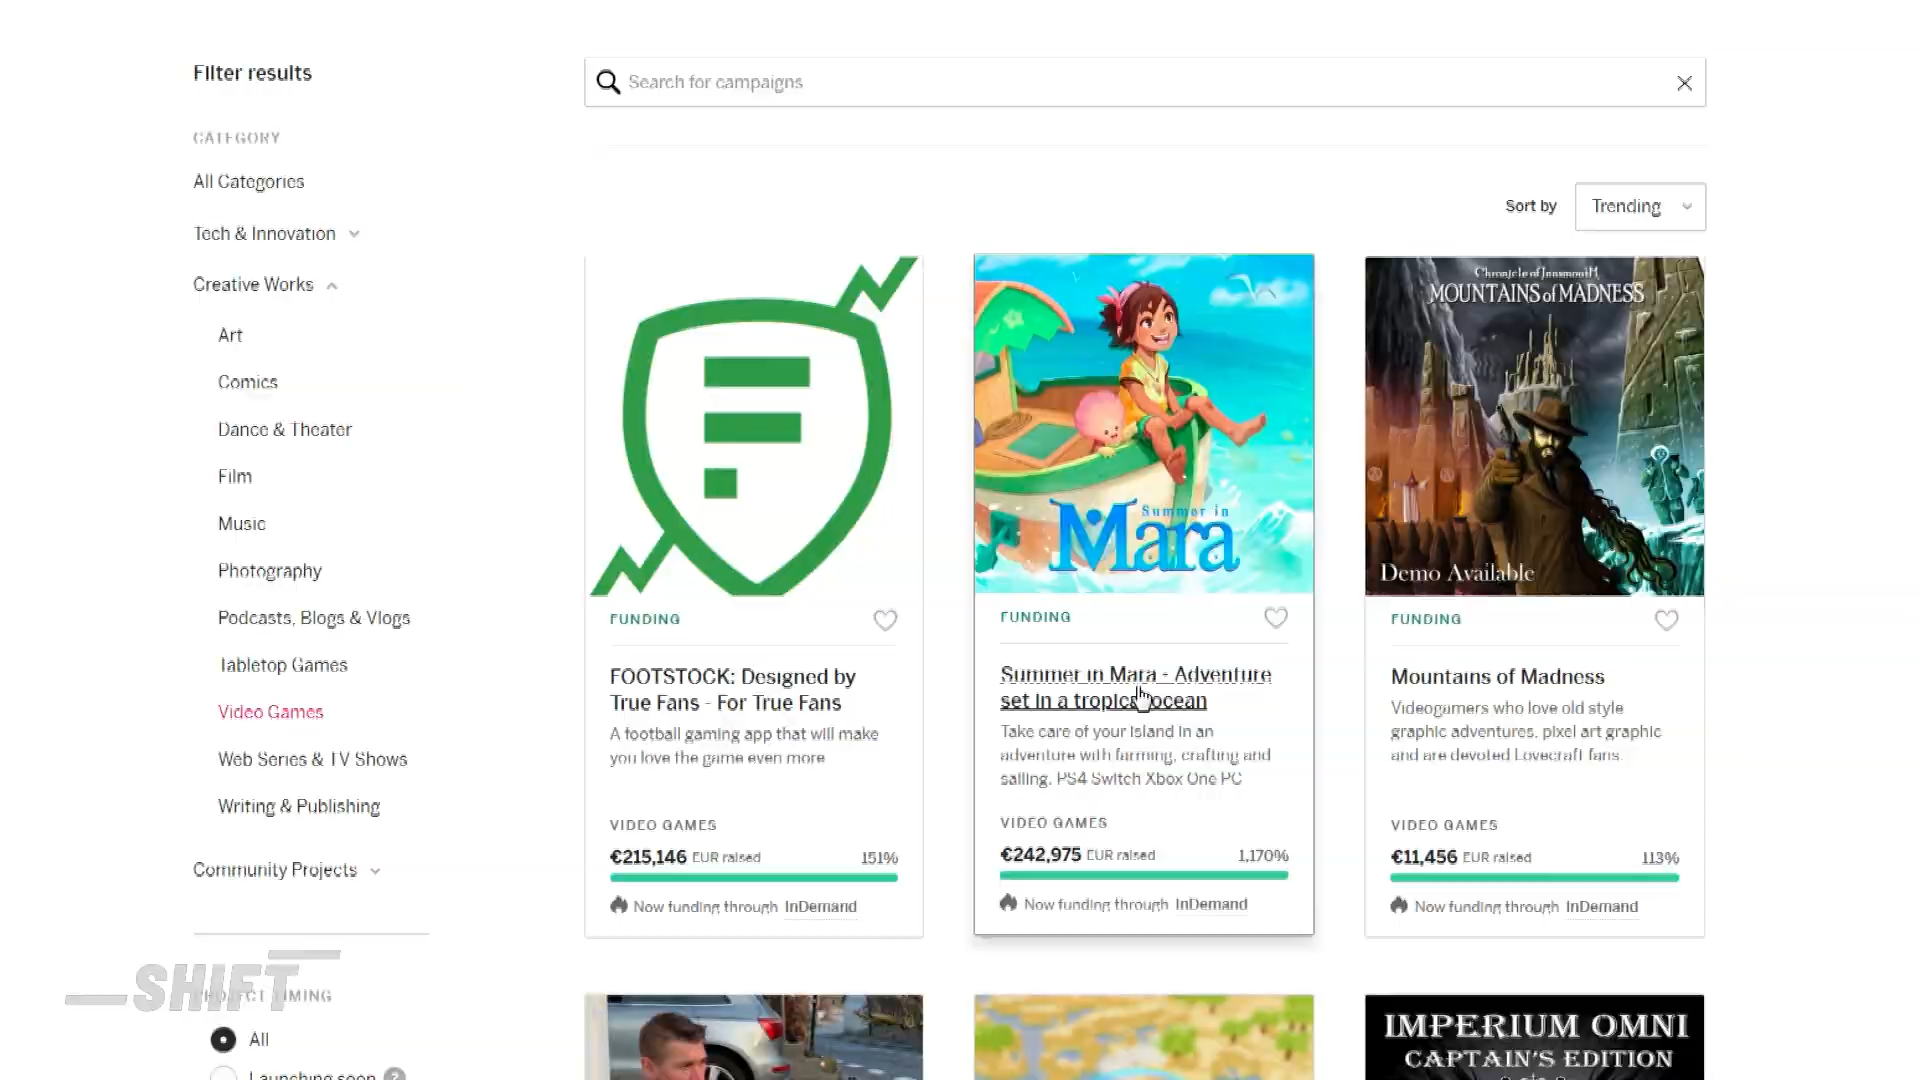 Filter results
Search for campaigns
CATEGORY
All Categories
Tech & Innovation
Creative Works
Art
Comics
Dance & Theater
Film
Music
Photography
Podcasts, Blogs & Vlogs
Tabletop Games
Video Games
Web Series & TV Shows
Writing & Publishing
Community Projects
SHIFT
PROJECT TIMING
All
Launching soon
?
Sort by
Trending
F
FUNDING
FOOTSTOCK: Designed by
True Fans - For True Fans
A football gaming app that will make
you love the game even more
VIDEO GAMES
€215,146 EUR raised 151%
Now funding through InDemand
Summer in
Mara
FUNDING
Summer in Mara - Adventure
set in a tropical ocean
Take care of your island in an
adventure with farming, crafting and
sailing. PS4 Switch Xbox One PC
VIDEO GAMES
€242,975 EUR raised 1,170%
Now funding through InDemand
Chronicle of Innsmouth
MOUNTAINS of MADNESS
Demo Available
FUNDING
Mountains of Madness
Videogamers who love old style
graphic adventures, pixel art graphic
and are devoted Lovecraft fans.
VIDEO GAMES
€11,456 EUR raised 113%
Now funding through InDemand
IMPERIUM OMNI
CAPTAIN'S EDITION